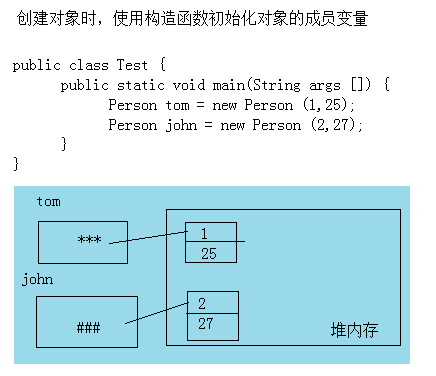 创建对象时，使用构造函数初始化对象的成员变量
public class Test {
public static void main(String args []) {
Person tom = new Person (1,25);
Person john = new Person (2,27);
}
}
tom
***
1
25
john
###
2
27
堆内存